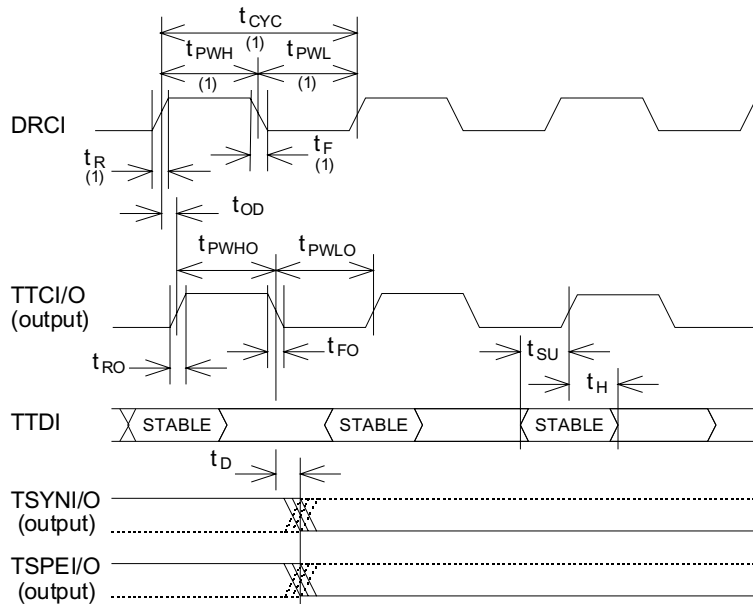 tCYC
(1)
tPWH
(1)
tPWL
(1)
DRCI
tR
(1)
tF
(1)
tOD
tPWHO
tPWLO
TTCI/O
(output)
tRO
tFO
tSU
tH
TTDI
STABLE
STABLE
STABLE
tD
TSYNI/O
(output)
TSPEI/O
(output)